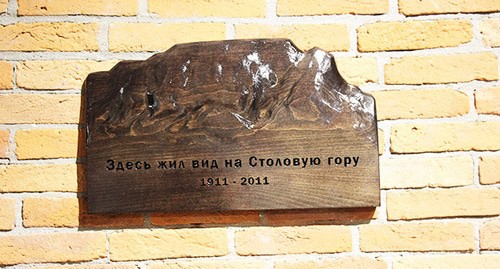 Здесь жил вид на Столовую гору
1911 - 2011